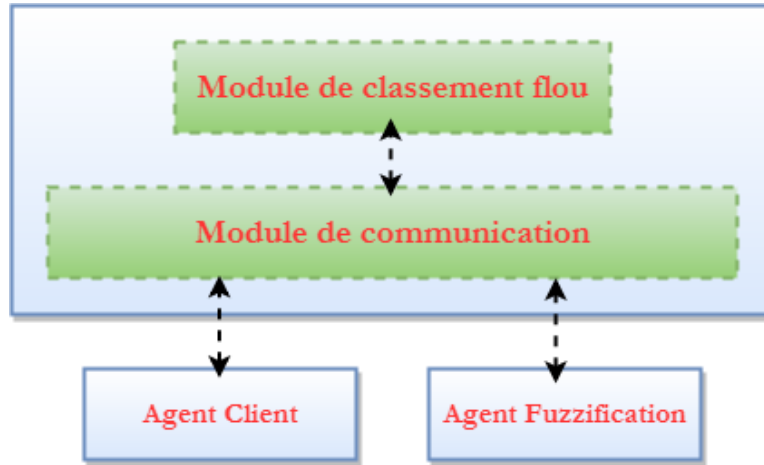 Module de classement flou
Module de communication
Agent Client
Agent Fuzzification